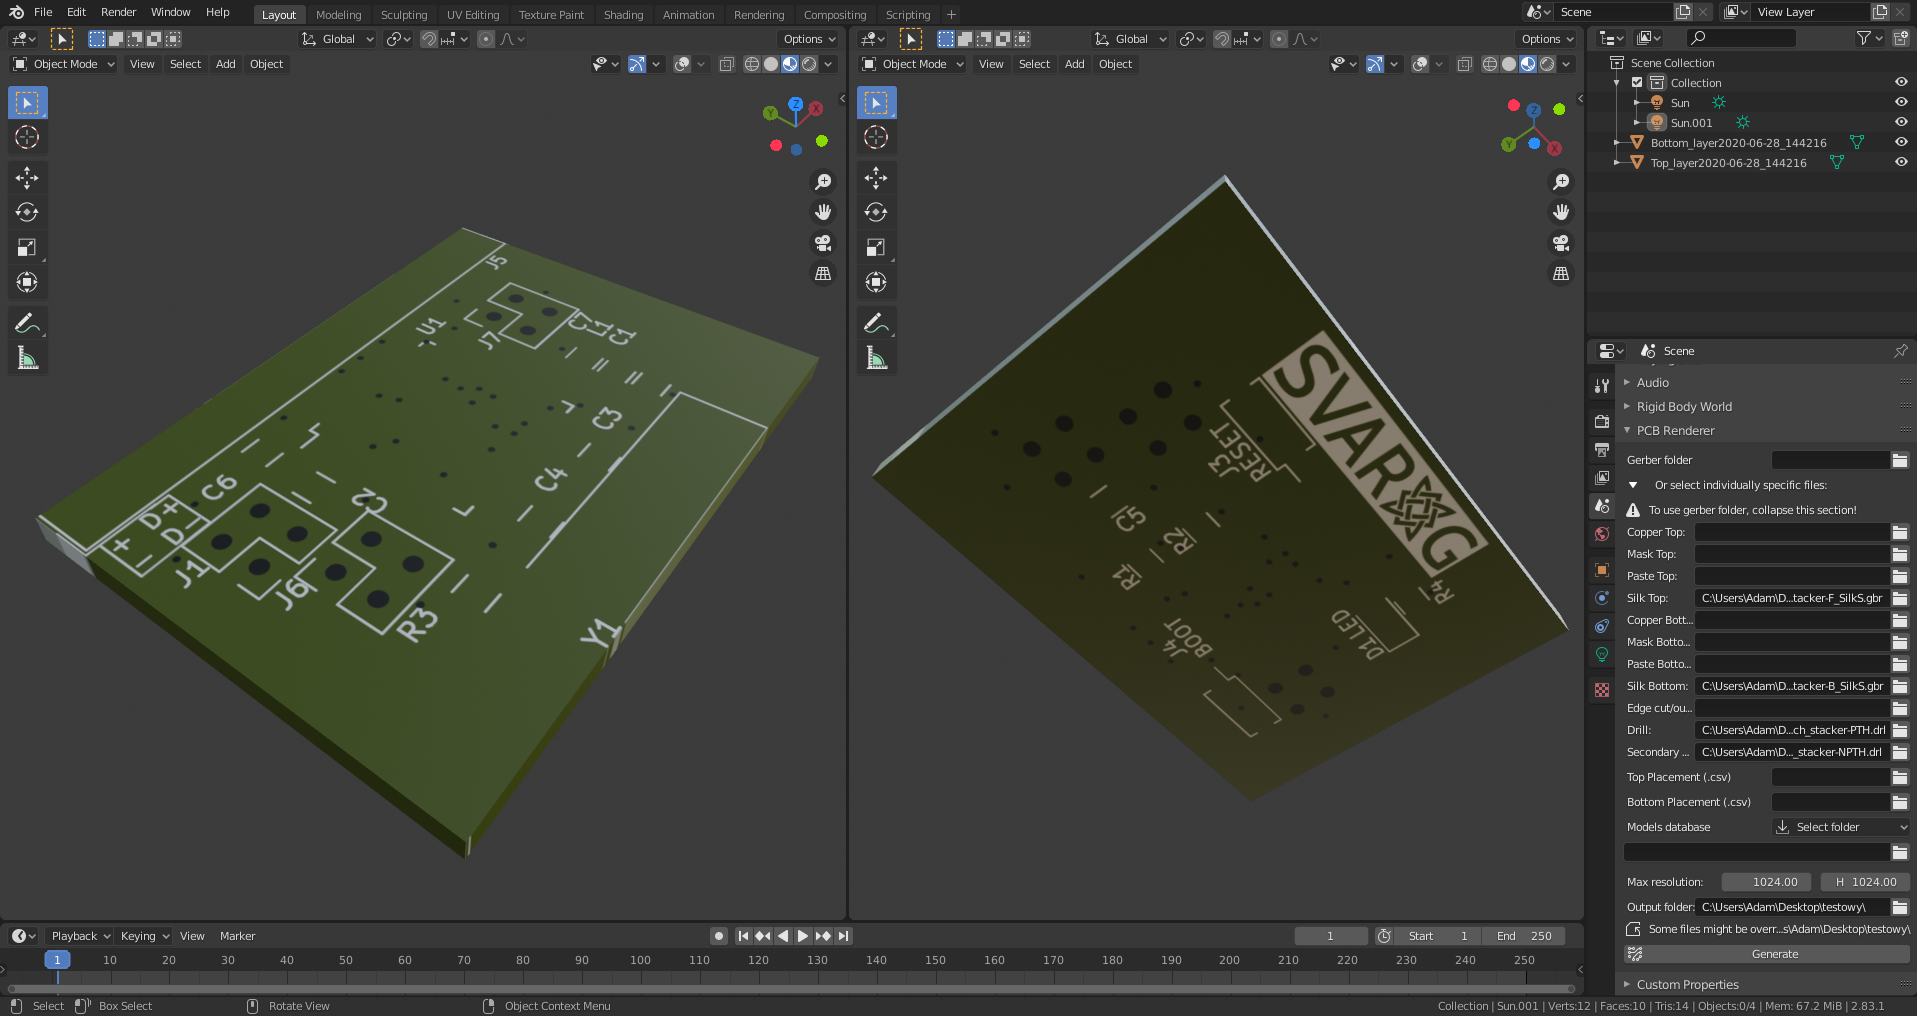 File Edit Render Window Help Layout Modeling Sculpting UV Editing Texture Paint Shading Animation Rendering Compositing Scripting + Scene View Layer
Global Options
Object Mode View Select Add Object
Global Options
Object Mode View Select Add Object
Z Y X
Z Y X
J5
U1
J7
C1
C3
C4
C6
C2
D+
D-
+
-
J1
J6
R3
Y1
SVAROG
RESET
J3
C5
R2
R1
R4
D1 LED
J4
BOOT
Scene Collection
Collection
Sun
Sun.001
Bottom_layer2020-06-28_144216
Top_layer2020-06-28_144216
Scene
Audio
Rigid Body World
PCB Renderer
Gerber folder
Or select individually specific files:
To use gerber folder, collapse this section!
Copper Top:
Mask Top:
Paste Top:
Silk Top: C:\Users\Adam\D...tacker-F_SilkS.gbr
Copper Bott...
Mask Botto...
Paste Botto...
Silk Bottom: C:\Users\Adam\D...tacker-B_SilkS.gbr
Edge cut/ou...
Drill: C:\Users\Adam\D...ch_stacker-PTH.drl
Secondary ... C:\Users\Adam\D..._stacker-NPTH.drl
Top Placement (.csv)
Bottom Placement (.csv)
Models database Select folder
Max resolution: 1024.00 H 1024.00
Output folder: C:\Users\Adam\Desktop\testowy\
Some files might be overr...s\Adam\Desktop\testowy\
Generate
Custom Properties
Playback Keying View Marker 1 Start 1 End 250
1 10 20 30 40 50 60 70 80 90 100 110 120 130 140 150 160 170 180 190 200 210 220 230 240 250
Select Box Select Rotate View Object Context Menu Collection | Sun.001 | Verts:12 | Faces:10 | Tris:14 | Objects:0/4 | Mem: 67.2 MiB | 2.83.1